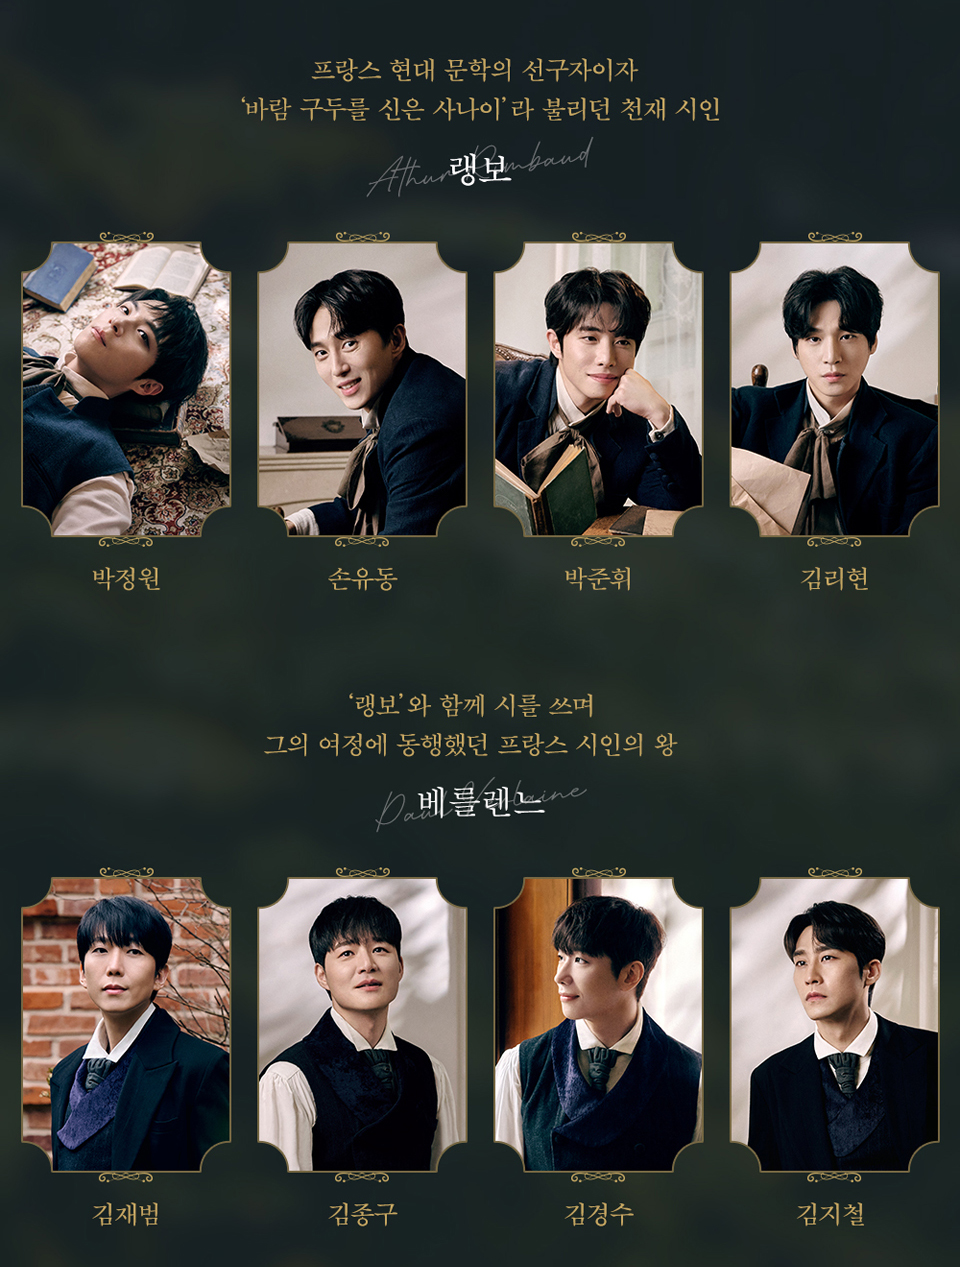 프랑스 현대 문학의 선구자이자
‘바람 구두를 신은 사나이’라 불리던 천재 시인
랭보
박정원
손유동
박준휘
김리현
‘랭보’와 함께 시를 쓰며
그의 여정에 동행했던 프랑스 시인의 왕
베를렌느
김재범
김종구
김경수
김지철